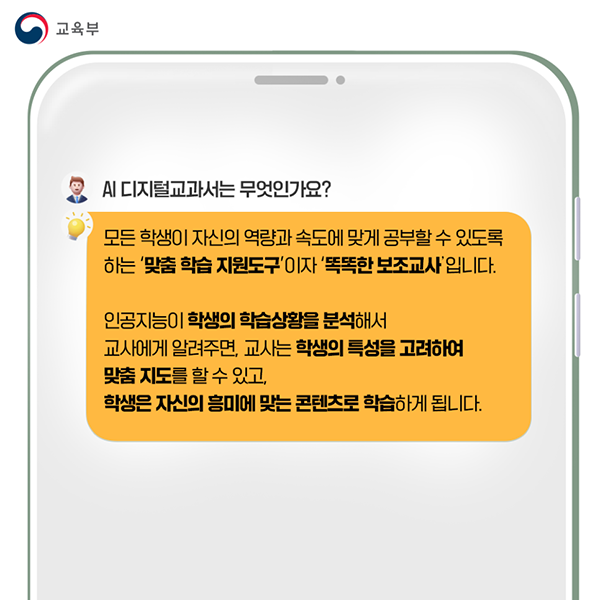 교육부
AI 디지털교과서는 무엇인가요?
모든 학생이 자신의 역량과 속도에 맞게 공부할 수 있도록
하는 '맞춤 학습 지원도구'이자 '똑똑한 보조교사'입니다.
인공지능이 학생의 학습상황을 분석해서
교사에게 알려주면, 교사는 학생의 특성을 고려하여
맞춤 지도를 할 수 있고,
학생은 자신의 흥미에 맞는 콘텐츠로 학습하게 됩니다.